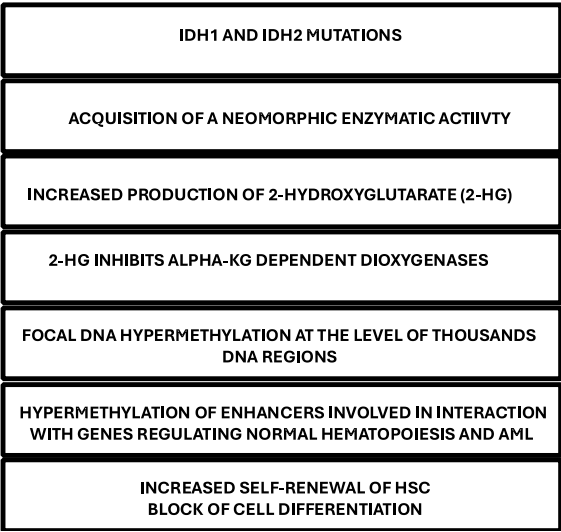 IDH1 AND IDH2 MUTATIONS
ACQUISITION OF A NEOMORPHIC ENZYMATIC ACTIIVTY
INCREASED PRODUCTION OF 2-HYDROXYGLUTARATE (2-HG)
2-HG INHIBITS ALPHA-KG DEPENDENT DIOXYGENASES
FOCAL DNA HYPERMETHYLATION AT THE LEVEL OF THOUSANDS
DNA REGIONS
HYPERMETHYLATION OF ENHANCERS INVOLVED IN INTERACTION
WITH GENES REGULATING NORMAL HEMATOPOIESIS AND AML
INCREASED SELF-RENEWAL OF HSC
BLOCK OF CELL DIFFERENTIATION